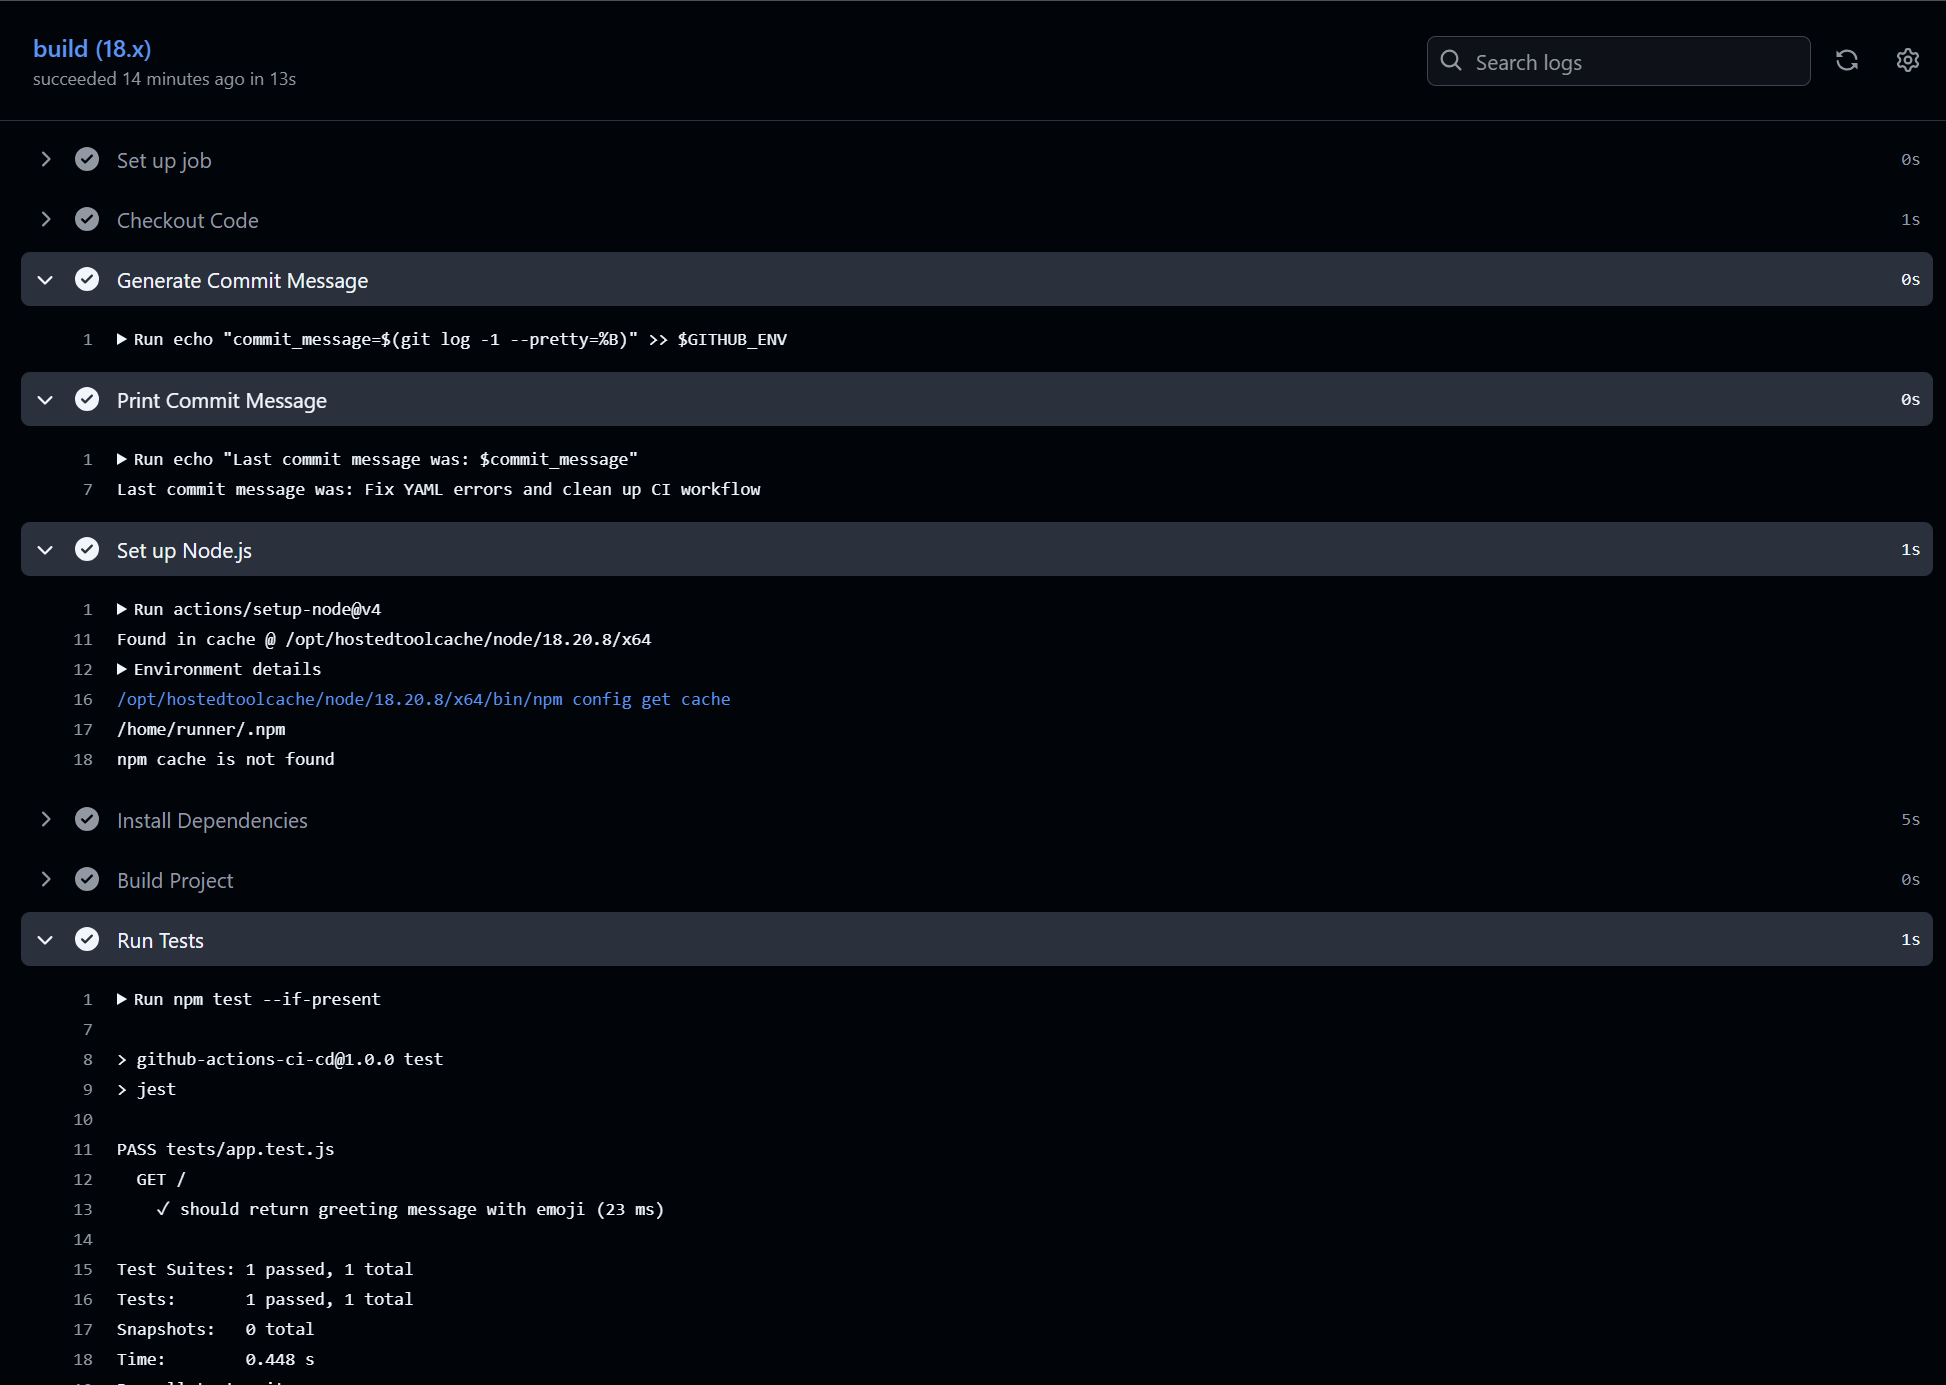 build (18.x)
succeeded 14 minutes ago in 13s
Search logs
Set up job 0s
Checkout Code 1s
Generate Commit Message 0s
1 Run echo "commit_message=$(git log -1 --pretty=%B)" >> $GITHUB_ENV
Print Commit Message 0s
1 Run echo "Last commit message was: $commit_message"
7 Last commit message was: Fix YAML errors and clean up CI workflow
Set up Node.js 1s
1 Run actions/setup-node@v4
11 Found in cache @ /opt/hostedtoolcache/node/18.20.8/x64
12 Environment details
16 /opt/hostedtoolcache/node/18.20.8/x64/bin/npm config get cache
17 /home/runner/.npm
18 npm cache is not found
Install Dependencies 5s
Build Project 0s
Run Tests 1s
1 Run npm test --if-present
7
8 > github-actions-ci-cd@1.0.0 test
9 > jest
10
11 PASS tests/app.test.js
12 GET /
13 ✓ should return greeting message with emoji (23 ms)
14
15 Test Suites: 1 passed, 1 total
16 Tests: 1 passed, 1 total
17 Snapshots: 0 total
18 Time: 0.448 s